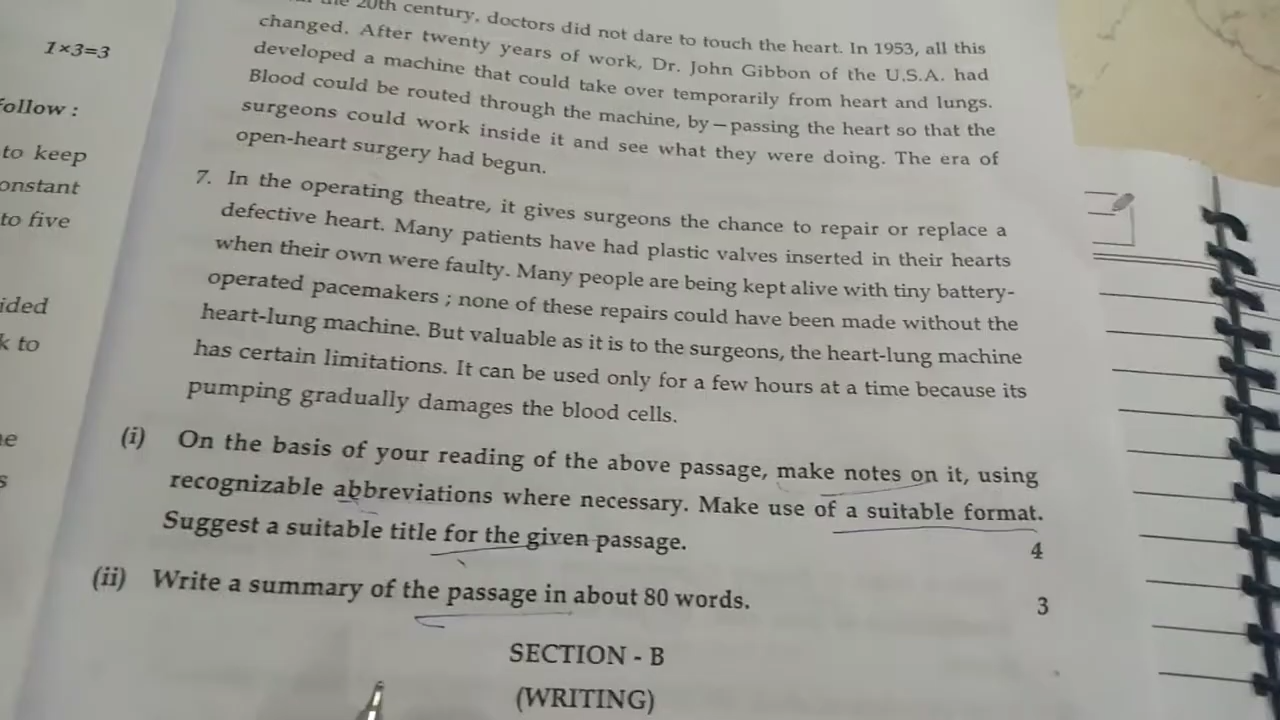 20th century, doctors did not dare to touch the heart. In 1953, all this
changed. After twenty years of work, Dr. John Gibbon of the U.S.A. had
developed a machine that could take over temporarily from heart and lungs.
Blood could be routed through the machine, by—passing the heart so that the
surgeons could work inside it and see what they were doing. The era of
open-heart surgery had begun.
7. In the operating theatre, it gives surgeons the chance to repair or replace a
defective heart. Many patients have had plastic valves inserted in their hearts
when their own were faulty. Many people are being kept alive with tiny battery-
operated pacemakers ; none of these repairs could have been made without the
heart-lung machine. But valuable as it is to the surgeons, the heart-lung machine
has certain limitations. It can be used only for a few hours at a time because its
pumping gradually damages the blood cells.
(i) On the basis of your reading of the above passage, make notes on it, using
recognizable abbreviations where necessary. Make use of a suitable format.
Suggest a suitable title for the given passage. 4
(ii) Write a summary of the passage in about 80 words. 3
SECTION - B
(WRITING)
1×3=3
follow :
to keep
onstant
to five
ided
k to